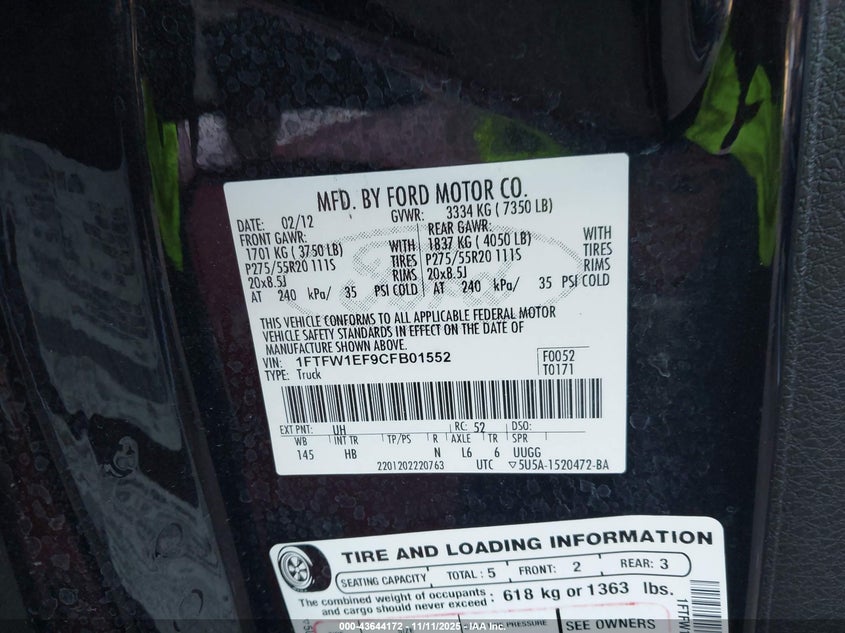 MFD. BY FORD MOTOR CO.
DATE: 02/12 GVWR: 3334 KG ( 7350 LB)
FRONT GAWR: REAR GAWR:
1701 KG ( 3750 LB) WITH 1837 KG ( 4050 LB) WITH
P275/55R20 111S TIRES P275/55R20 111S TIRES
20x8.5J RIMS 20x8.5J RIMS
AT 240 kPa/ 35 PSI COLD AT 240 kPa/ 35 PSI COLD
Ford
THIS VEHICLE CONFORMS TO ALL APPLICABLE FEDERAL MOTOR
VEHICLE SAFETY STANDARDS IN EFFECT ON THE DATE OF
MANUFACTURE SHOWN ABOVE.
VIN: 1FTFW1EF9CFB01552 F0052
TYPE: Truck T0171
EXT PNT: UH RC: 52 DSO:
WB INT TR TP/PS R AXLE TR SPR
145 HB N L6 6 UUGG
2201202220763 UTC ▽5U5A-1520472-BA
TIRE AND LOADING INFORMATION
SEATING CAPACITY TOTAL : 5 FRONT: 2 REAR: 3
The combined weight of occupants
and cargo should never exceed : 618 kg or 1363 lbs.
PRESSURE SEE OWNERS
000-43644172 - 11/11/2025 - IAA Inc.